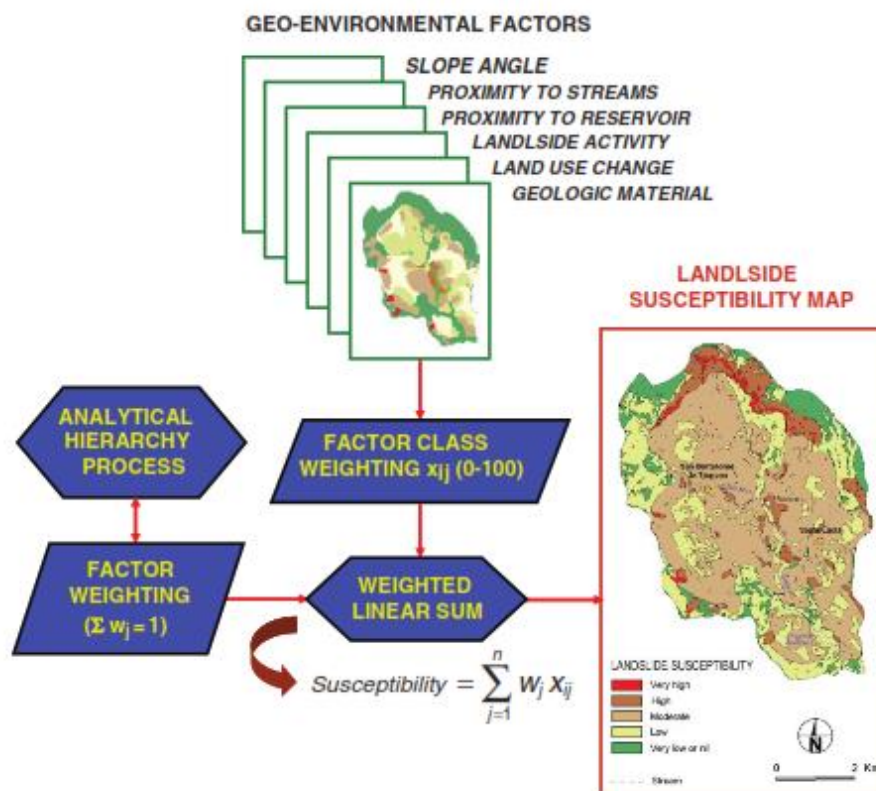 GEO-ENVIRONMENTAL FACTORS
SLOPE ANGLE
PROXIMITY TO STREAMS
PROXIMITY TO RESERVOIR
LANDLSIDE ACTIVITY
LAND USE CHANGE
GEOLOGIC MATERIAL
LANDLSIDE
SUSCEPTIBILITY MAP
ANALYTICAL
HIERARCHY
PROCESS
FACTOR CLASS
WEIGHTING xij (0-100)
FACTOR
WEIGHTING
(Σ wj = 1)
WEIGHTED
LINEAR SUM
Susceptibility = ∑ n j=1 Wj Xij
LANDSLIDE SUSCEPTIBILITY
Very high
High
Moderate
Low
Very low or nil
Stream
N
0 2 Km